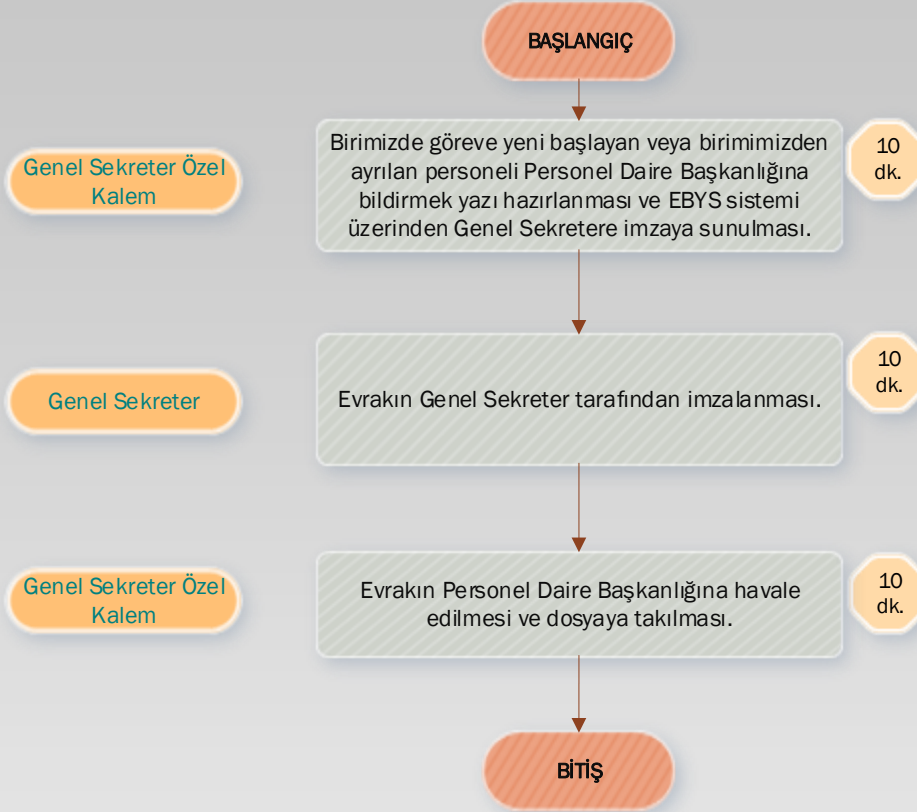 BAŞLANGIÇ
Genel Sekreter Özel
Kalem
Birimizde göreve yeni başlayan veya birimimizden
ayrılan personeli Personel Daire Başkanlığına
bildirmek yazı hazırlanması ve EBYS sistemi
üzerinden Genel Sekretere imzaya sunulması.
10
dk.
Genel Sekreter
Evrakın Genel Sekreter tarafından imzalanması.
10
dk.
Genel Sekreter Özel
Kalem
Evrakın Personel Daire Başkanlığına havale
edilmesi ve dosyaya takılması.
10
dk.
BİTİŞ